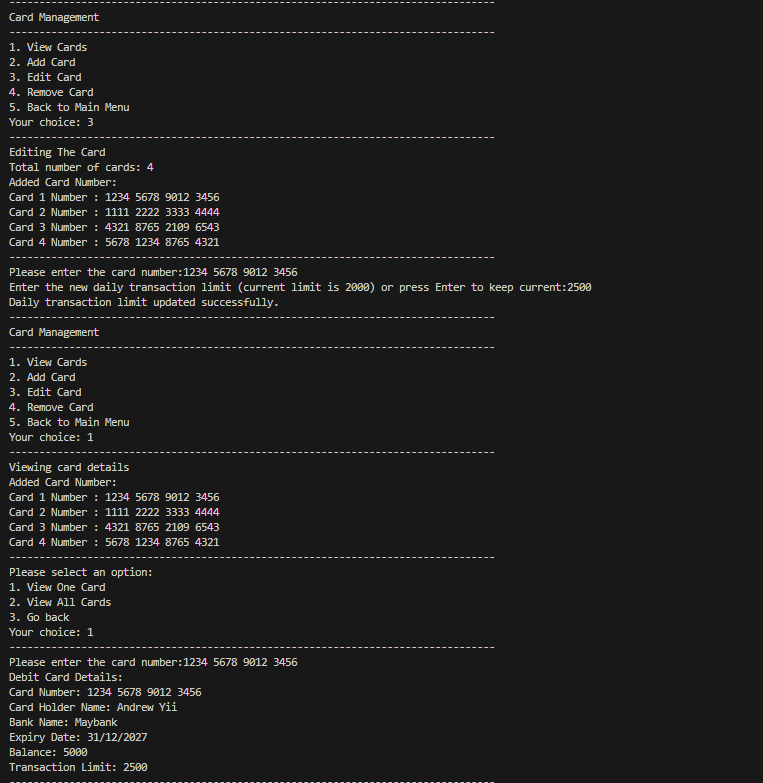 ---------------------------------------------------------------------------------
Card Management
---------------------------------------------------------------------------------
1. View Cards
2. Add Card
3. Edit Card
4. Remove Card
5. Back to Main Menu
Your choice: 3
---------------------------------------------------------------------------------
Editing The Card
Total number of cards: 4
Added Card Number:
Card 1 Number : 1234 5678 9012 3456
Card 2 Number : 1111 2222 3333 4444
Card 3 Number : 4321 8765 2109 6543
Card 4 Number : 5678 1234 8765 4321
---------------------------------------------------------------------------------
Please enter the card number:1234 5678 9012 3456
Enter the new daily transaction limit (current limit is 2000) or press Enter to keep current:2500
Daily transaction limit updated successfully.
---------------------------------------------------------------------------------
Card Management
---------------------------------------------------------------------------------
1. View Cards
2. Add Card
3. Edit Card
4. Remove Card
5. Back to Main Menu
Your choice: 1
---------------------------------------------------------------------------------
Viewing card details
Added Card Number:
Card 1 Number : 1234 5678 9012 3456
Card 2 Number : 1111 2222 3333 4444
Card 3 Number : 4321 8765 2109 6543
Card 4 Number : 5678 1234 8765 4321
---------------------------------------------------------------------------------
Please select an option:
1. View One Card
2. View All Cards
3. Go back
Your choice: 1
---------------------------------------------------------------------------------
Please enter the card number:1234 5678 9012 3456
Debit Card Details:
Card Number: 1234 5678 9012 3456
Card Holder Name: Andrew Yii
Bank Name: Maybank
Expiry Date: 31/12/2027
Balance: 5000
Transaction Limit: 2500
---------------------------------------------------------------------------------